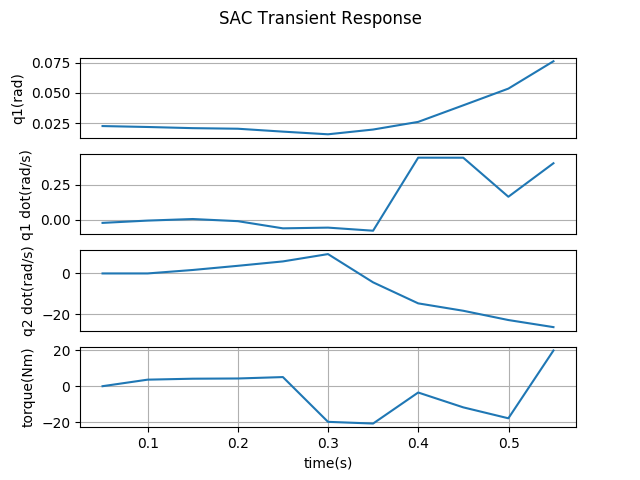 SAC Transient Response
0.075
0.050
0.025
q1(rad)
0.25
0.00
q1 dot(rad/s)
0
−20
q2 dot(rad/s)
20
0
−20
torque(Nm)
0.1 0.2 0.3 0.4 0.5
time(s)